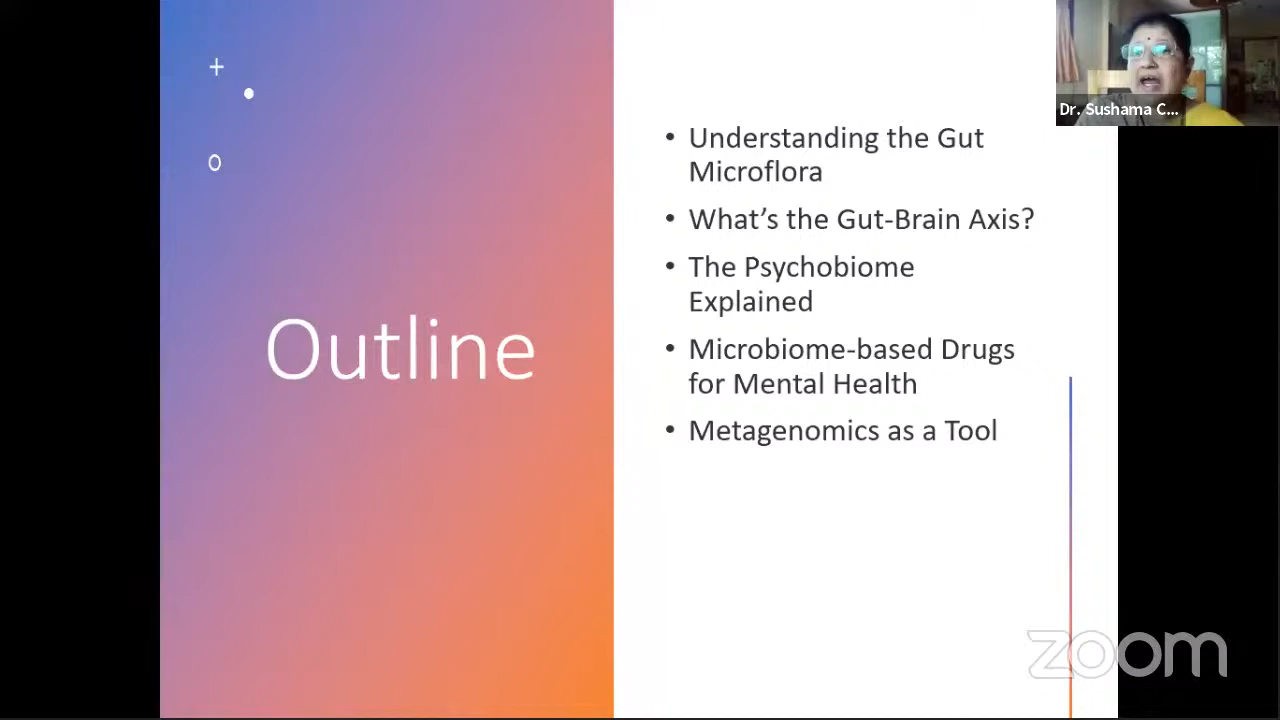 Dr. Sushama C...
Outline
• Understanding the Gut
Microflora
• What's the Gut-Brain Axis?
• The Psychobiome
Explained
• Microbiome-based Drugs
for Mental Health
• Metagenomics as a Tool
zoom